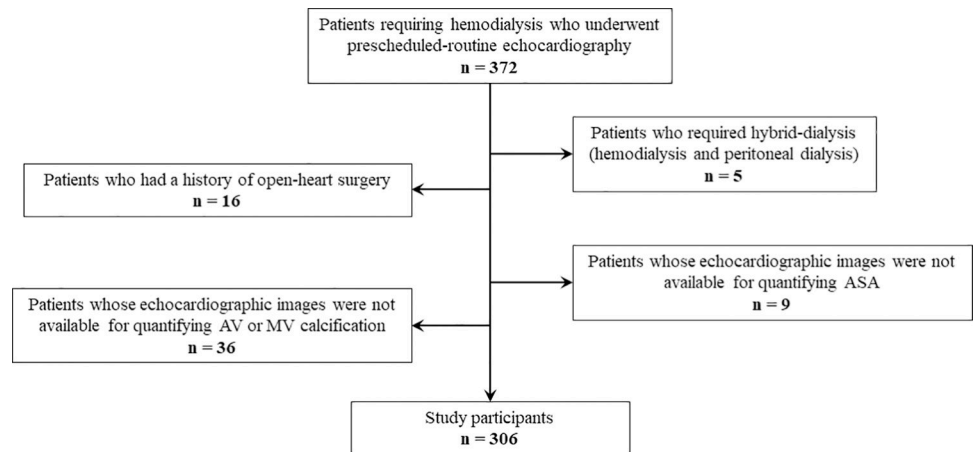 Patients requiring hemodialysis who underwent
prescheduled-routine echocardiography
n = 372
Patients who required hybrid-dialysis
(hemodialysis and peritoneal dialysis)
n = 5
Patients who had a history of open-heart surgery
n = 16
Patients whose echocardiographic images were not
available for quantifying ASA
n = 9
Patients whose echocardiographic images were not
available for quantifying AV or MV calcification
n = 36
Study participants
n = 306